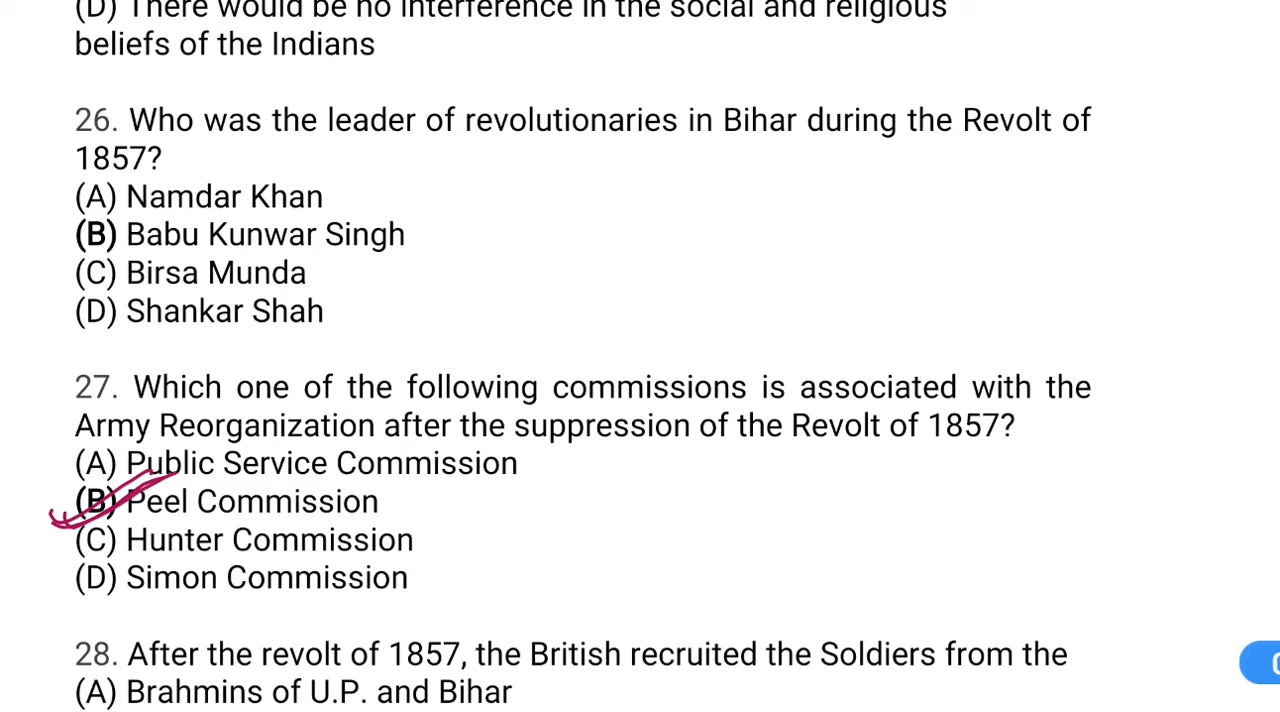 (D) There would be no interference in the social and religious
beliefs of the Indians
26. Who was the leader of revolutionaries in Bihar during the Revolt of
1857?
(A) Namdar Khan
(B) Babu Kunwar Singh
(C) Birsa Munda
(D) Shankar Shah
27. Which one of the following commissions is associated with the
Army Reorganization after the suppression of the Revolt of 1857?
(A) Public Service Commission
(B) Peel Commission
(C) Hunter Commission
(D) Simon Commission
28. After the revolt of 1857, the British recruited the Soldiers from the
(A) Brahmins of U.P. and Bihar